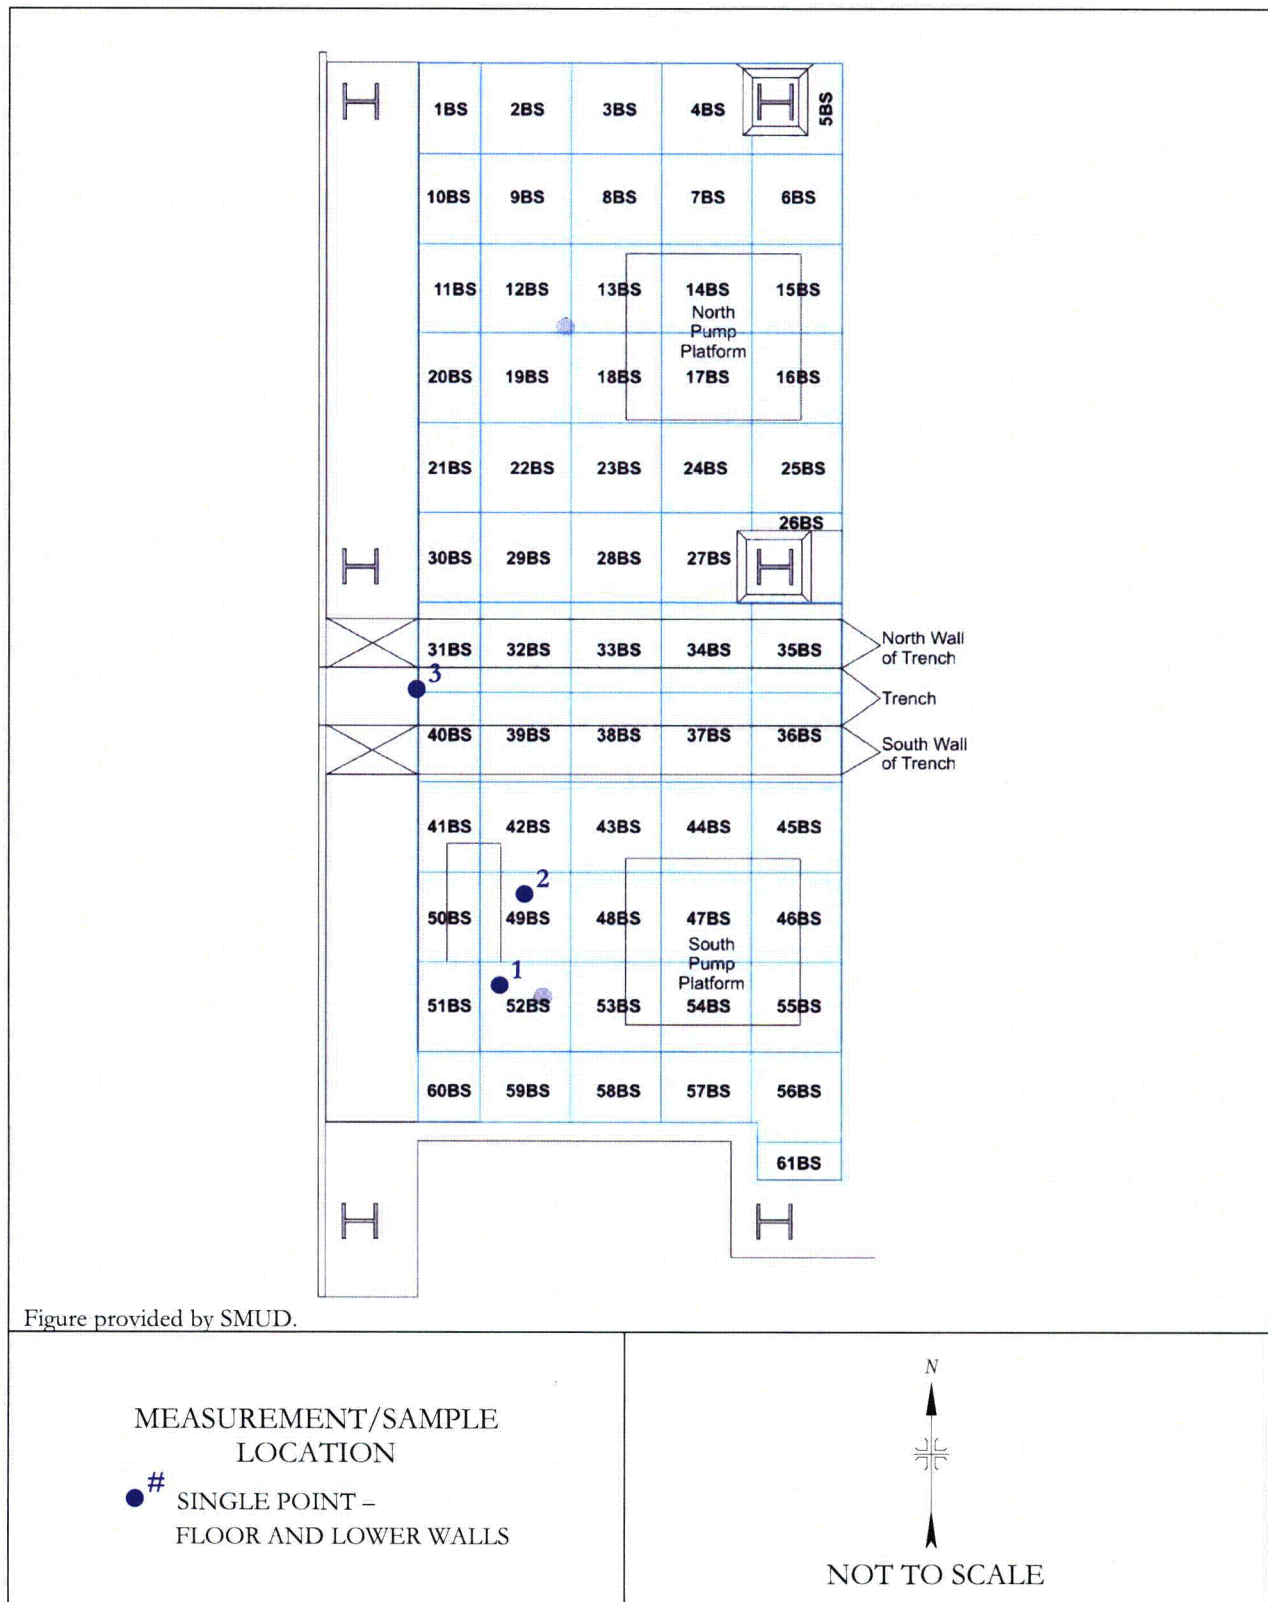 1BS 2BS 3BS 4BS 5BS
10BS 9BS 8BS 7BS 6BS
11BS 12BS 13BS 14BS 15BS
North
Pump
Platform
20BS 19BS 18BS 17BS 16BS
21BS 22BS 23BS 24BS 25BS
26BS
30BS 29BS 28BS 27BS
31BS 32BS 33BS 34BS 35BS
North Wall
of Trench
3
Trench
40BS 39BS 38BS 37BS 36BS
South Wall
of Trench
41BS 42BS 43BS 44BS 45BS
2
50BS 49BS 48BS 47BS 46BS
South
Pump
Platform
1
51BS 52BS 53BS 54BS 55BS
60BS 59BS 58BS 57BS 56BS
61BS
Figure provided by SMUD.
MEASUREMENT/SAMPLE
LOCATION
# SINGLE POINT –
FLOOR AND LOWER WALLS
N
NOT TO SCALE